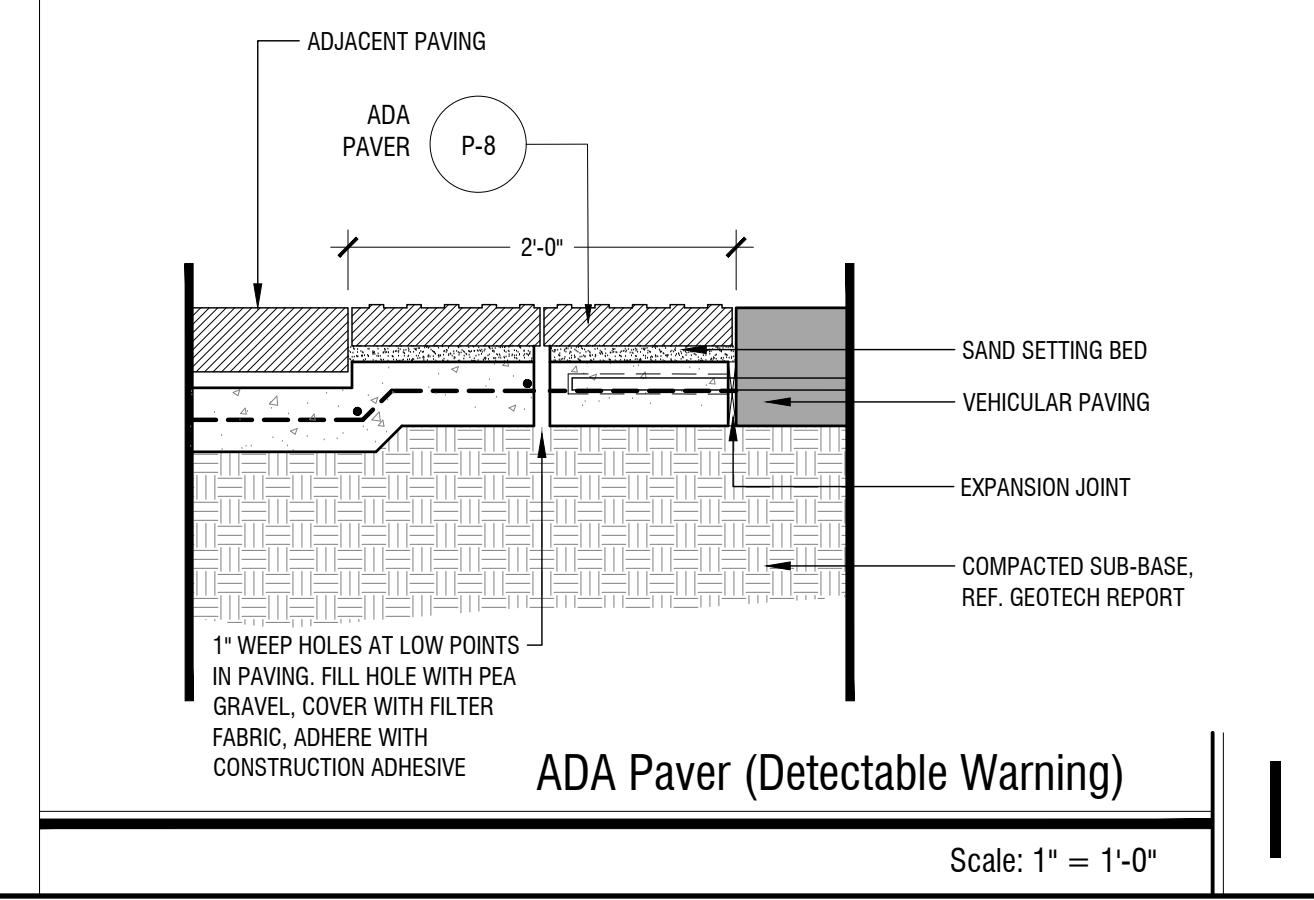 ADJACENT PAVING
ADA
PAVER
P-8
2'-0"
SAND SETTING BED
VEHICULAR PAVING
EXPANSION JOINT
COMPACTED SUB-BASE,
REF. GEOTECH REPORT
1" WEEP HOLES AT LOW POINTS
IN PAVING. FILL HOLE WITH PEA
GRAVEL, COVER WITH FILTER
FABRIC, ADHERE WITH
CONSTRUCTION ADHESIVE
ADA Paver (Detectable Warning)
Scale: 1" = 1'-0"